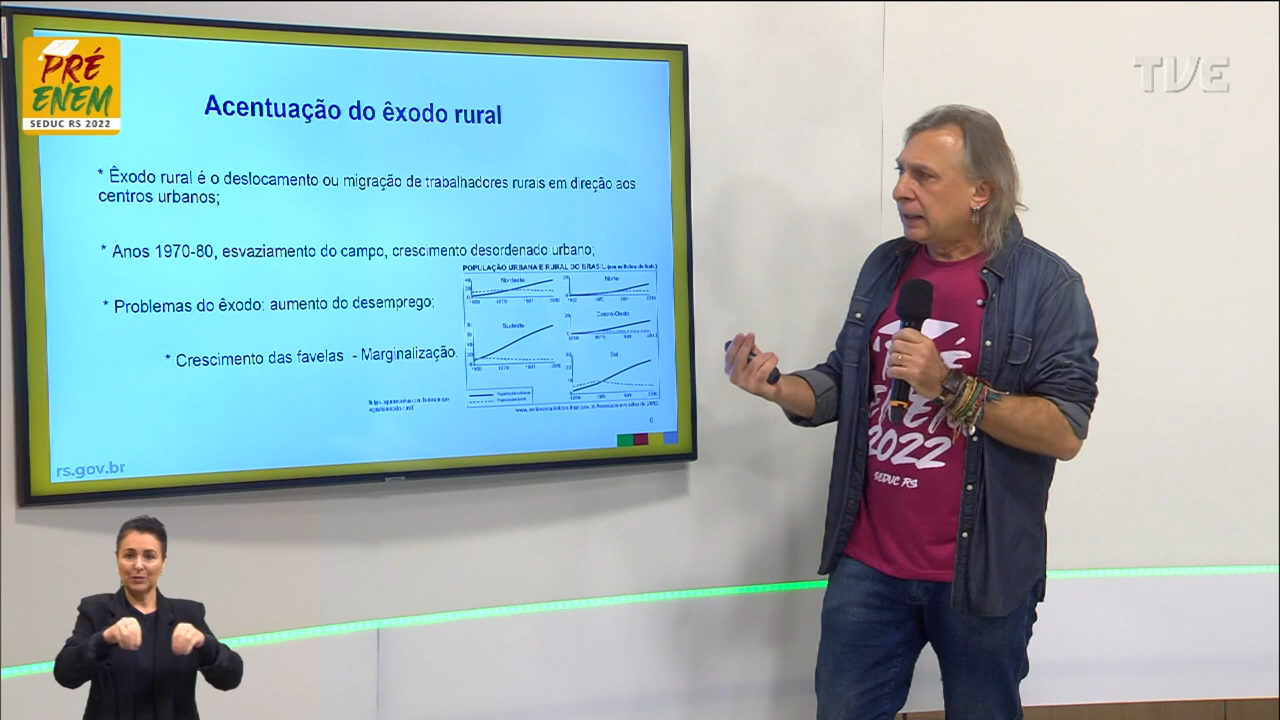 PRÉ
ENEM
SEDUC RS 2022
TVE
Acentuação do êxodo rural
* Êxodo rural é o deslocamento ou migração de trabalhadores rurais em direção aos
centros urbanos;
* Anos 1970-80, esvaziamento do campo, crescimento desordenado urbano;
* Problemas do êxodo: aumento do desemprego;
* Crescimento das favelas - Marginalização.
POPULAÇÃO URBANA E RURAL DO BRASIL
Nordeste
Norte
Sudeste
Centro-Oeste
Sul
6
rs.gov.br
2022
SEDUC RS